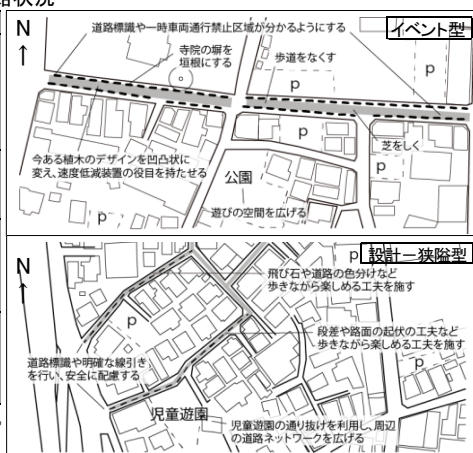 イベント型
N
道路標識や一時車両通行禁止区域が分かるようにする
寺院の塀を
垣根にする
歩道をなくす
p
p
p
芝をしく
p
今ある植木のデザインを凹凸状に
変え、速度低減装置の役目を持たせる
公園
遊びの空間を広げる
p
設計ー狭隘型
N
p
飛び石や道路の色分けなど
歩きながら楽しめる工夫を施す
p
段差や路面の起伏の工夫など
歩きながら楽しめる工夫を施す
p
道路標識や明確な線引き
を行い、安全に配慮する
児童遊園
児童遊園の通り抜けを利用し、周辺
の道路ネットワークを広げる